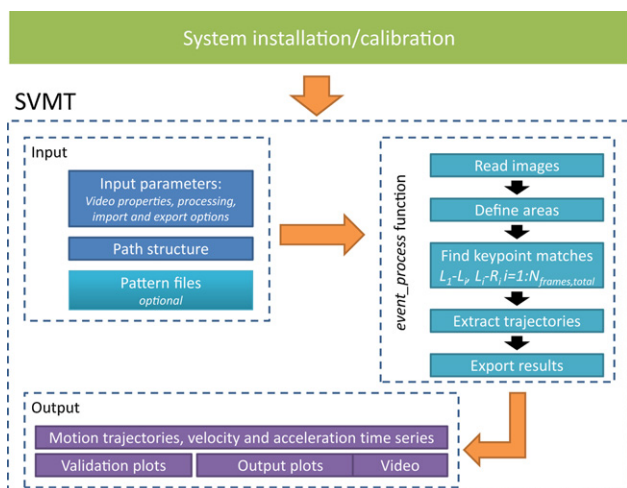 System installation/calibration
SVMT
Input
Input parameters:
Video properties, processing,
import and export options
Path structure
Pattern files
optional
event_process function
Read images
Define areas
Find keypoint matches
L1-Li, Li-Ri i=1:Nframes,total
Extract trajectories
Export results
Output
Motion trajectories, velocity and acceleration time series
Validation plots
Output plots
Video